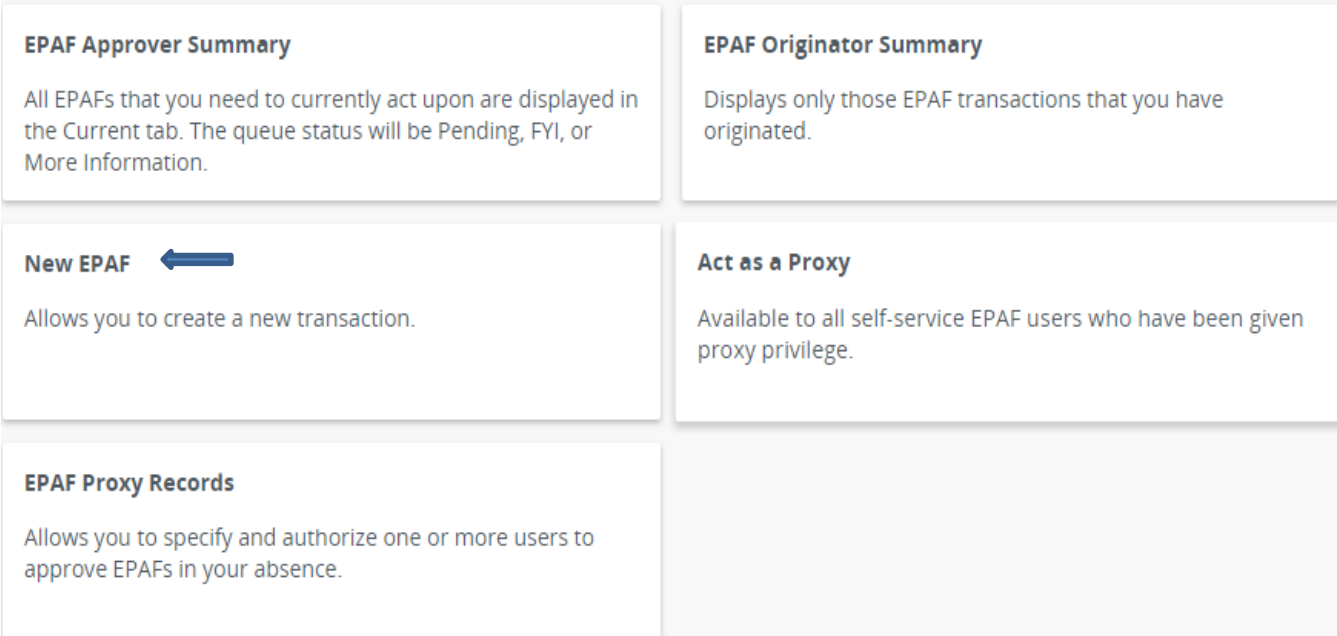 EPAF Approver Summary
All EPAFs that you need to currently act upon are displayed in
the Current tab. The queue status will be Pending, FYI, or
More Information.
EPAF Originator Summary
Displays only those EPAF transactions that you have
originated.
New EPAF
Allows you to create a new transaction.
Act as a Proxy
Available to all self-service EPAF users who have been given
proxy privilege.
EPAF Proxy Records
Allows you to specify and authorize one or more users to
approve EPAFs in your absence.